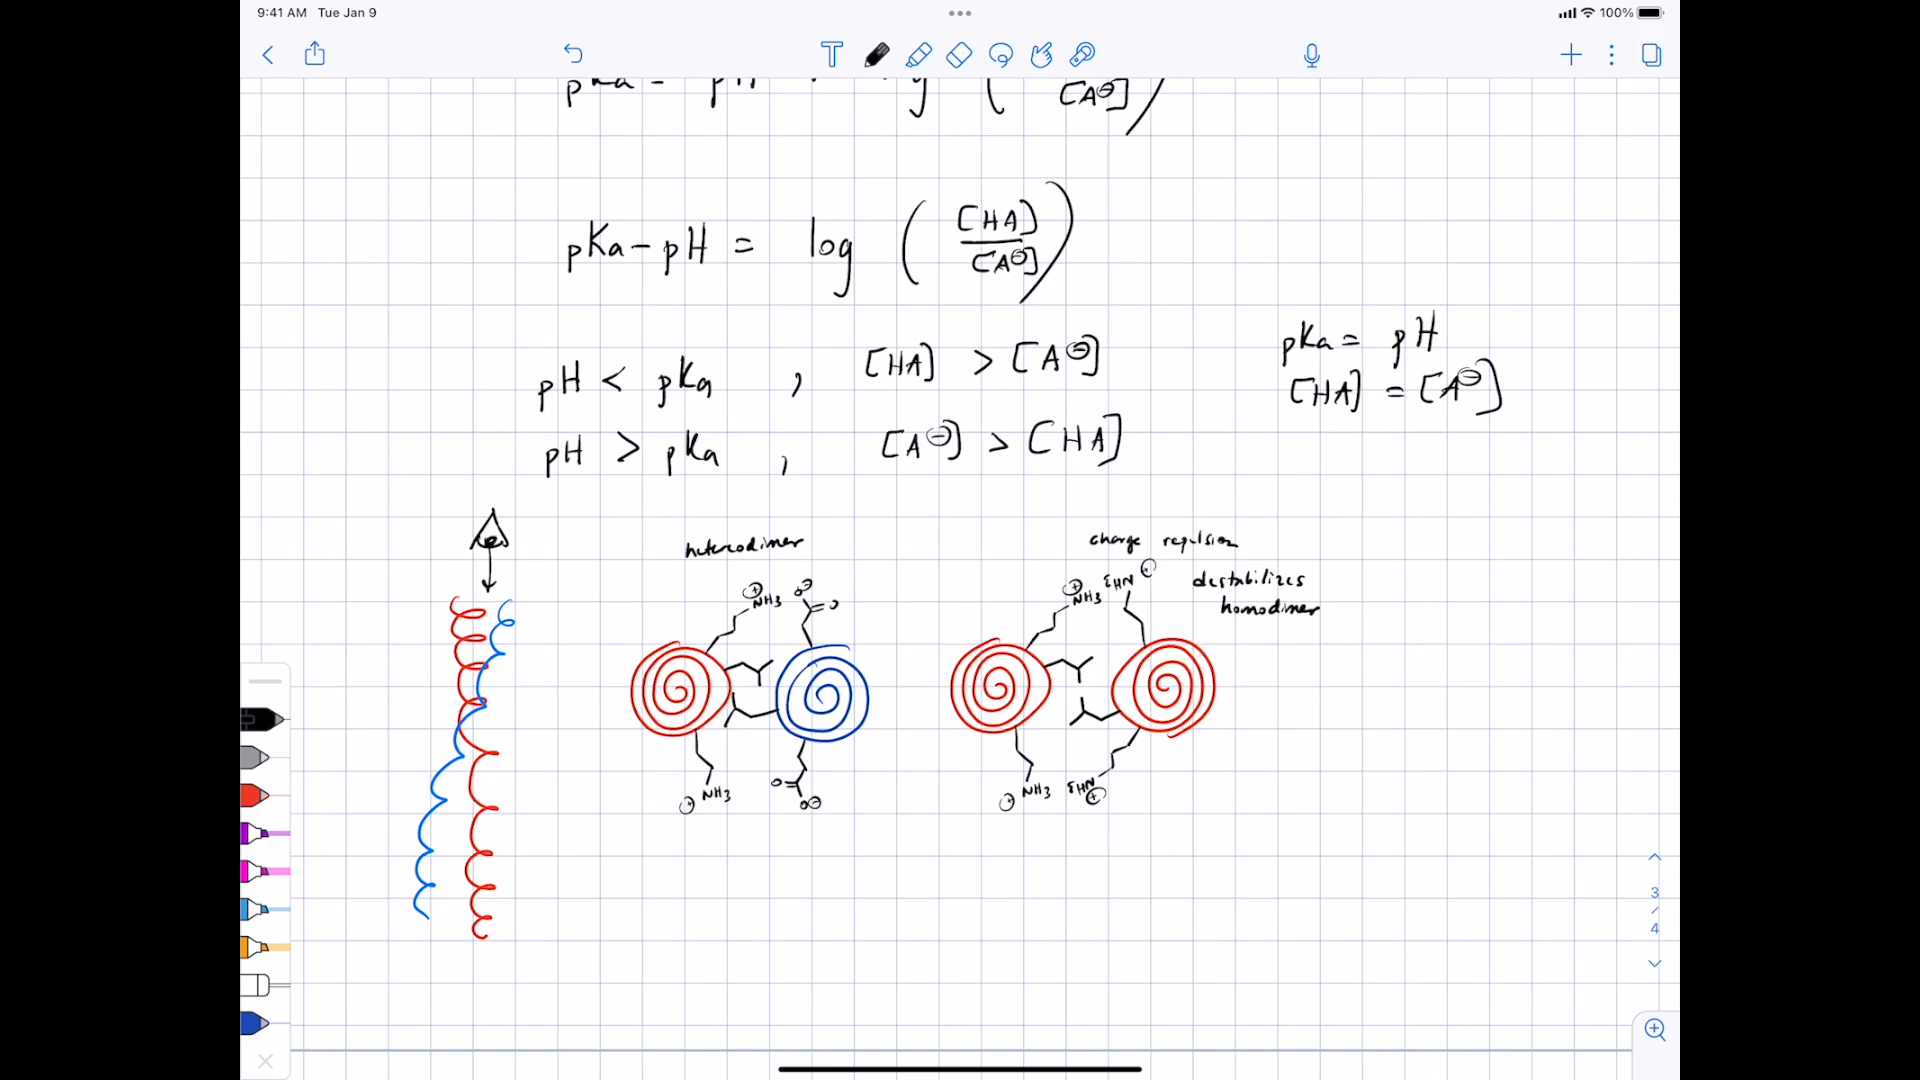 9:41 AM Tue Jan 9
100%
[A⊖]
pKa - pH = log ( [HA] / [A⊖] )
pH < pKa , [HA] > [A⊖]
pKa = pH
[HA] = [A⊖]
pH > pKa , [A⊖] > [HA]
heterodimer
charge repulsion
destabilizes
homodimer
⊕
NH3
O⊖
O
⊕
NH3
O
O⊖
⊕
NH3
⊕
NH3
⊕
⊕
NH3
⊕
3
/
4